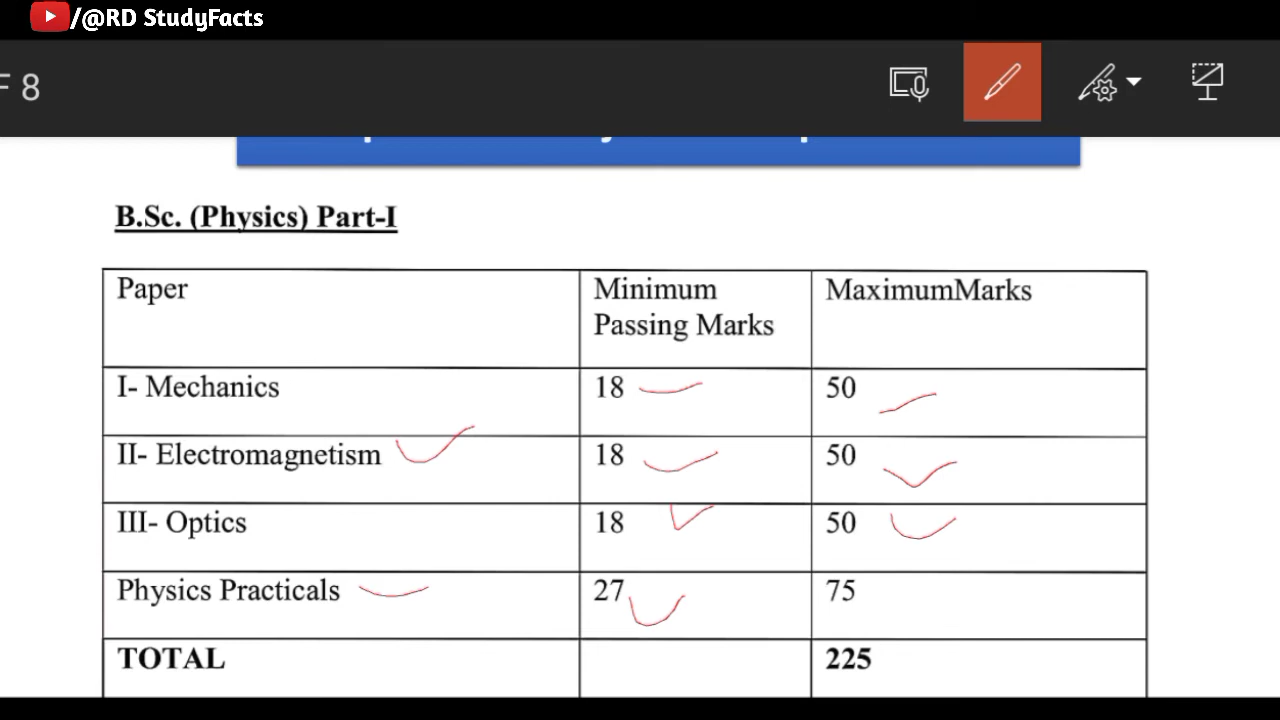 /@RD StudyFacts
F 8
B.Sc. (Physics) Part-I
Paper
Minimum
Passing Marks
MaximumMarks
I- Mechanics
18
50
II- Electromagnetism
18
50
III- Optics
18
50
Physics Practicals
27
75
TOTAL
225